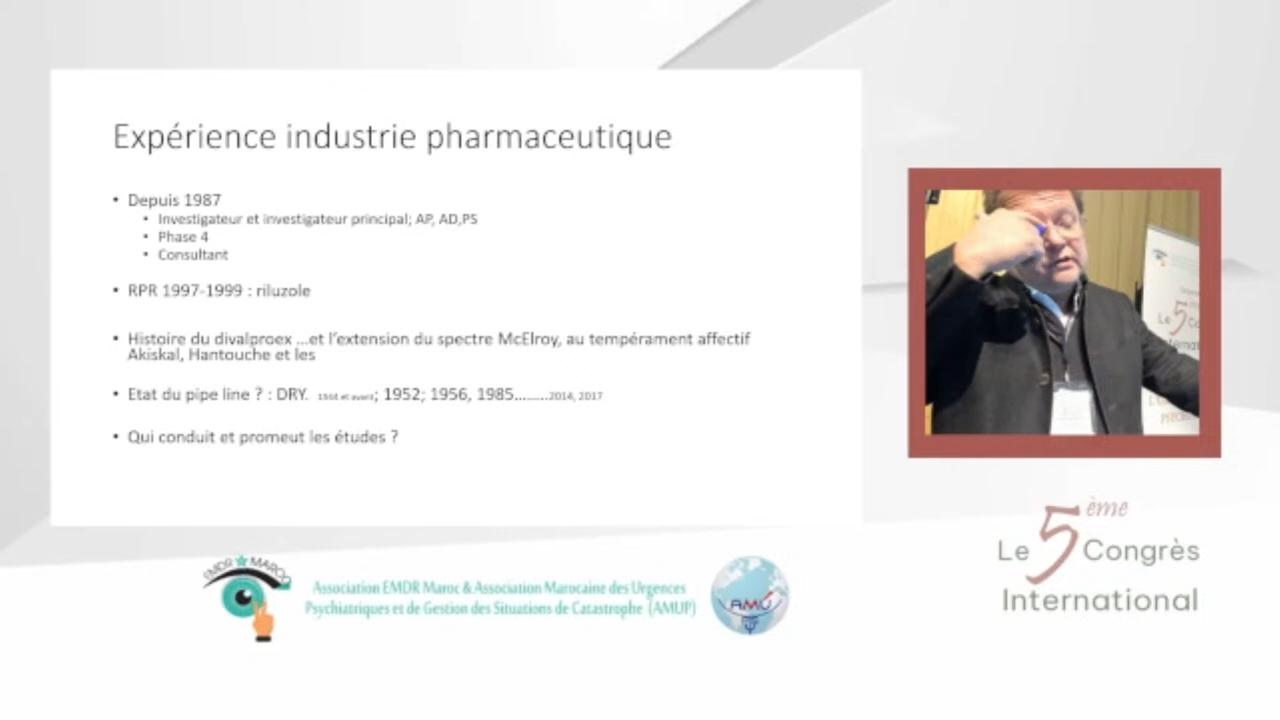 Expérience industrie pharmaceutique
• Depuis 1987
• Investigateur et investigateur principal; AP, AD,PS
• Phase 4
• Consultant
• RPR 1997-1999 : riluzole
• Histoire du divalproex ...et l'extension du spectre McElroy, au tempérament affectif
Akiskal, Hantouche et les
• Etat du pipe line ? : DRY. 1944 et avant; 1952; 1956, 1985.........2014, 2017
• Qui conduit et promeut les études ?
Le 5
EMDR MAROC
Association EMDR Maroc & Association Marocaine des Urgences
Psychiatriques et de Gestion des Situations de Catastrophe (AMUP)
AMU
Le 5ème Congrès
International